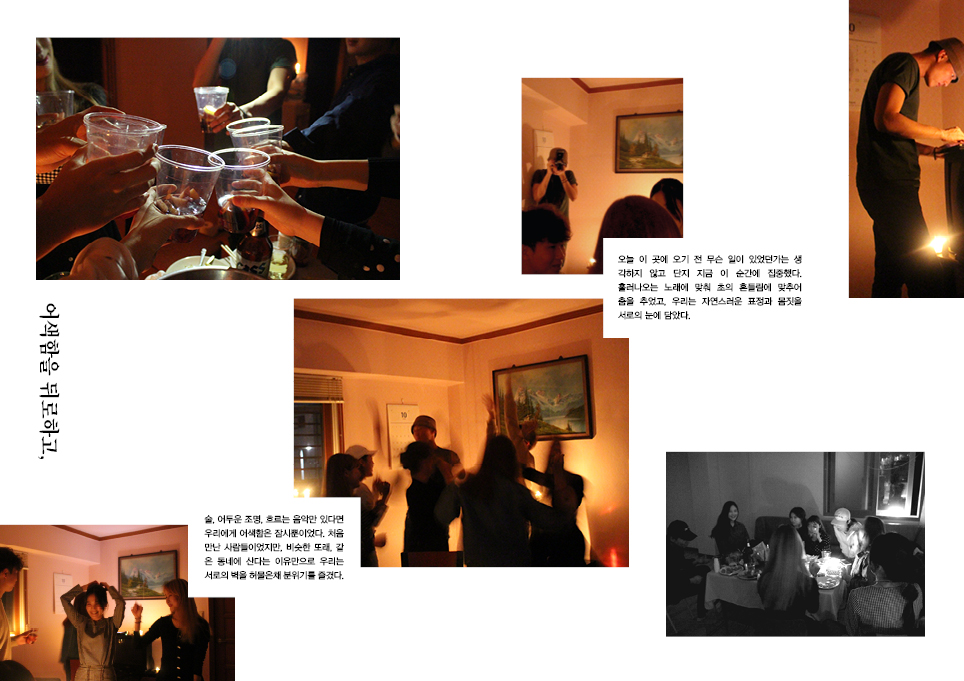 어색함을 뒤로하고,
오늘 이 곳에 오기 전 무슨 일이 있었던가는 생
각하지 않고 단지 지금 이 순간에 집중했다.
흘러나오는 노래에 맞춰 초의 흔들림에 맞추어
춤을 추었고, 우리는 자연스러운 표정과 몸짓을
서로의 눈에 담았다.
10
술, 어두운 조명, 흐르는 음악만 있다면
우리에게 어색함은 잠시뿐이었다. 처음
만난 사람들이었지만, 비슷한 또래, 같
은 동네에 산다는 이유만으로 우리는
서로의 벽을 허물은채 분위기를 즐겼다.